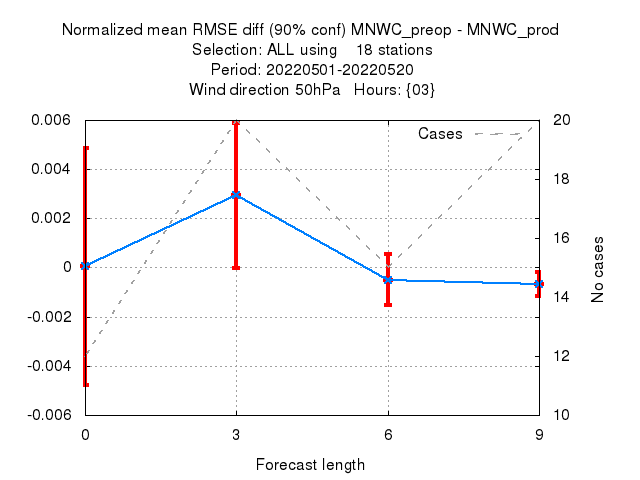 Normalized mean RMSE diff (90% conf) MNWC_preop - MNWC_prod
Selection: ALL using    18 stations
Period: 20220501-20220520
Wind direction 50hPa   Hours: {03}
0.006
0.004
0.002
0
-0.002
-0.004
-0.006
Cases
20
18
16
14
12
10
No cases
0 3 6 9
Forecast length